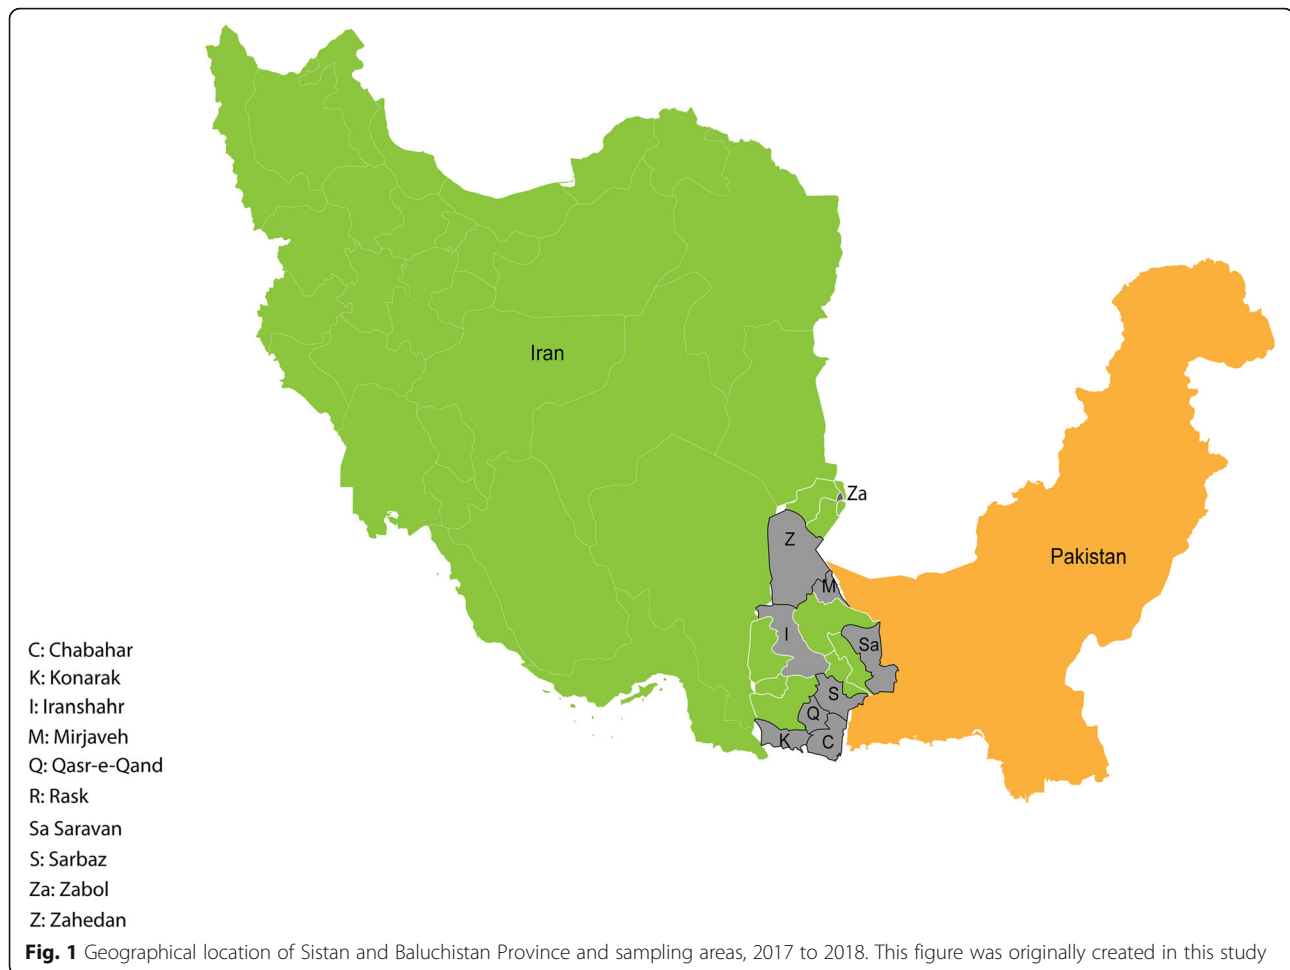 Iran
Za
Z
Pakistan
M
I
Sa
S
Q
K
C
C: Chabahar
K: Konarak
I: Iranshahr
M: Mirjaveh
Q: Qasr-e-Qand
R: Rask
Sa Saravan
S: Sarbaz
Za: Zabol
Z: Zahedan
Fig. 1 Geographical location of Sistan and Baluchistan Province and sampling areas, 2017 to 2018. This figure was originally created in this study